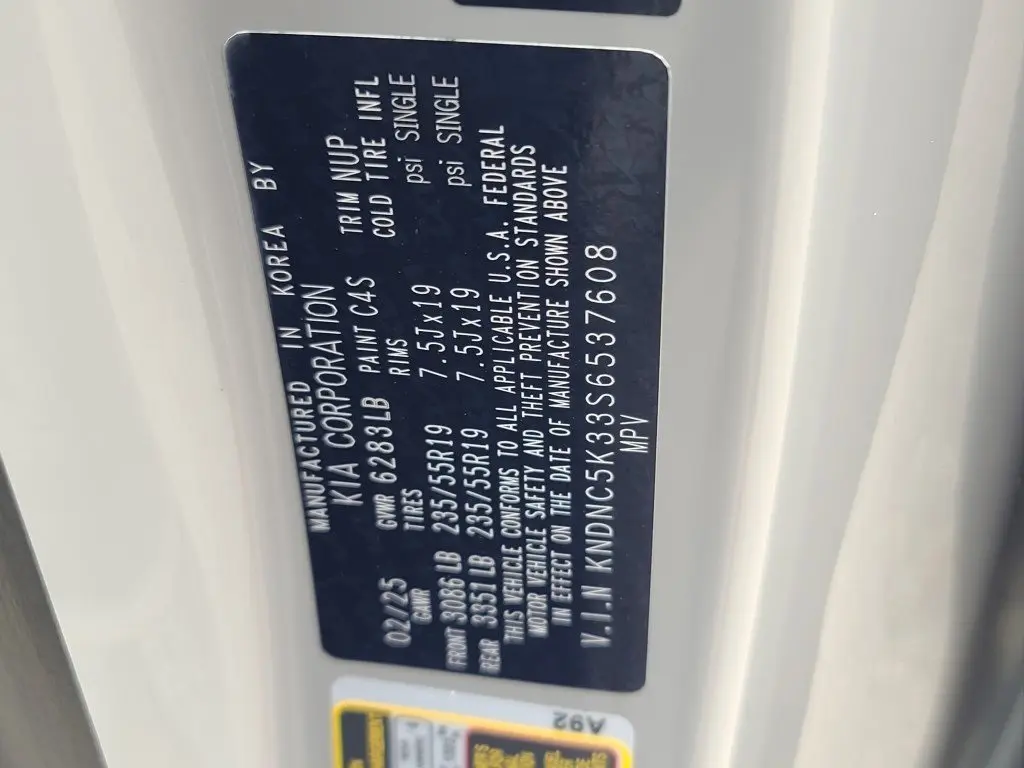 MANUFACTURED IN KOREA BY
KIA CORPORATION
02/25 GVWR 6283LB PAINT C4S TRIM NUP
GAWR TIRES RIMS COLD TIRE INFL
FRONT 3086LB 235/55R19 7.5Jx19 psi SINGLE
REAR 3351LB 235/55R19 7.5Jx19 psi SINGLE
THIS VEHICLE CONFORMS TO ALL APPLICABLE U.S.A. FEDERAL
MOTOR VEHICLE SAFETY AND THEFT PREVENTION STANDARDS
IN EFFECT ON THE DATE OF MANUFACTURE SHOWN ABOVE
V.I.N KNDNC5K33S6537608
MPV
A92